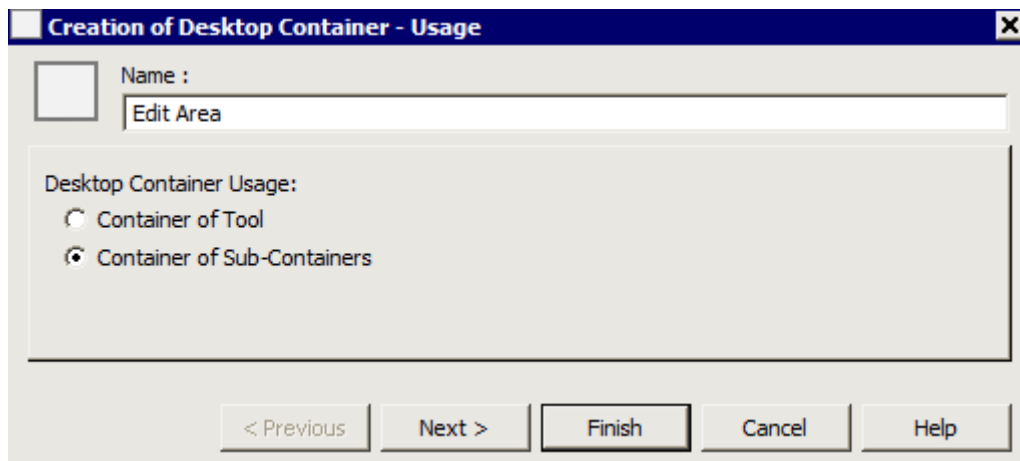 Creation of Desktop Container - Usage
Name :
Edit Area
Desktop Container Usage:
Container of Tool
Container of Sub-Containers
< Previous Next > Finish Cancel Help